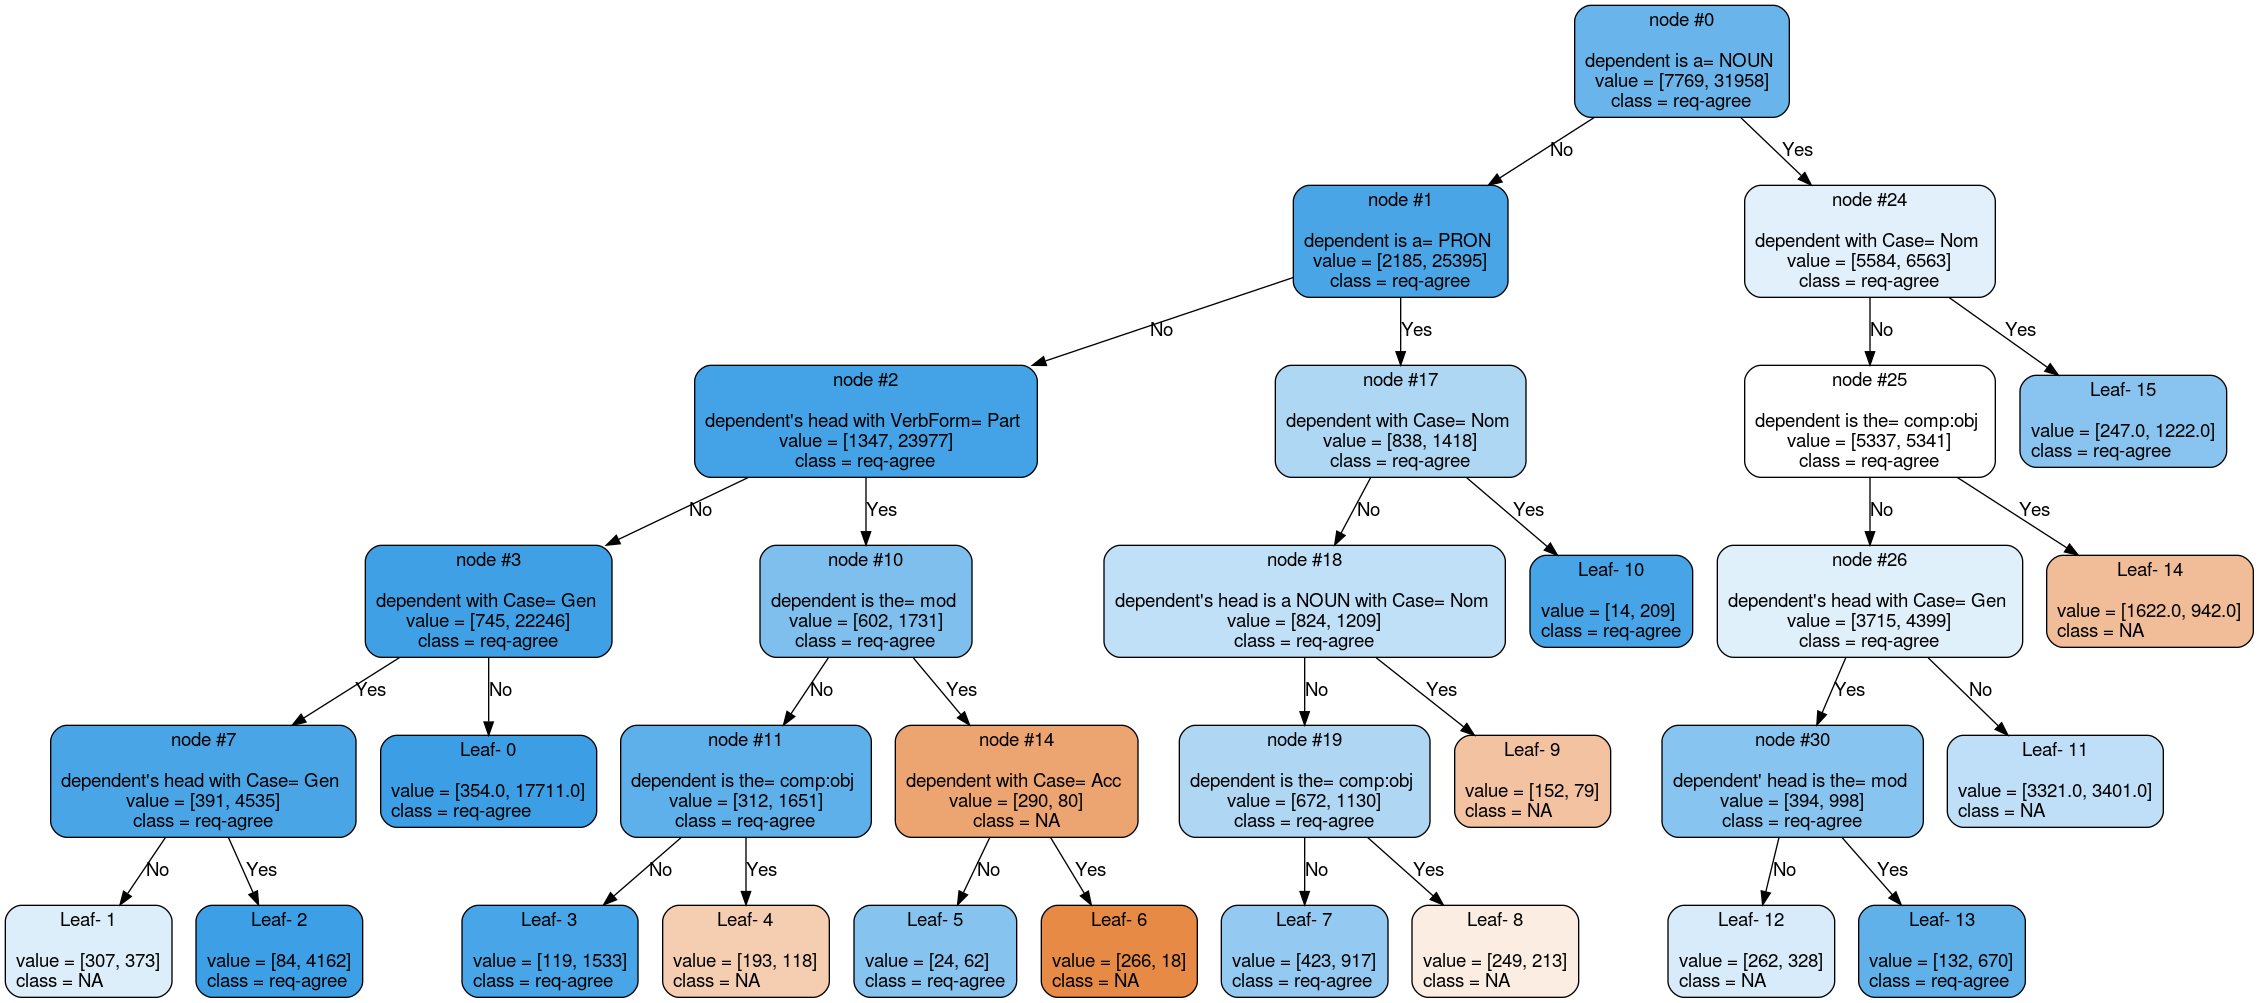 node #0
dependent is a= NOUN
value = [7769, 31958]
class = req-agree
No
Yes
node #1
dependent is a= PRON
value = [2185, 25395]
class = req-agree
node #24
dependent with Case= Nom
value = [5584, 6563]
class = req-agree
No
Yes
No
Yes
node #2
dependent's head with VerbForm= Part
value = [1347, 23977]
class = req-agree
node #17
dependent with Case= Nom
value = [838, 1418]
class = req-agree
node #25
dependent is the= comp:obj
value = [5337, 5341]
class = req-agree
Leaf- 15
value = [247.0, 1222.0]
class = req-agree
No
Yes
No
Yes
No
Yes
node #3
dependent with Case= Gen
value = [745, 22246]
class = req-agree
node #10
dependent is the= mod
value = [602, 1731]
class = req-agree
node #18
dependent's head is a NOUN with Case= Nom
value = [824, 1209]
class = req-agree
Leaf- 10
value = [14, 209]
class = req-agree
node #26
dependent's head with Case= Gen
value = [3715, 4399]
class = req-agree
Leaf- 14
value = [1622.0, 942.0]
class = NA
Yes
No
No
Yes
No
Yes
Yes
No
node #7
dependent's head with Case= Gen
value = [391, 4535]
class = req-agree
Leaf- 0
value = [354.0, 17711.0]
class = req-agree
node #11
dependent is the= comp:obj
value = [312, 1651]
class = req-agree
node #14
dependent with Case= Acc
value = [290, 80]
class = NA
node #19
dependent is the= comp:obj
value = [672, 1130]
class = req-agree
Leaf- 9
value = [152, 79]
class = NA
node #30
dependent' head is the= mod
value = [394, 998]
class = req-agree
Leaf- 11
value = [3321.0, 3401.0]
class = NA
No
Yes
No
Yes
No
Yes
No
Yes
No
Yes
Leaf- 1
value = [307, 373]
class = NA
Leaf- 2
value = [84, 4162]
class = req-agree
Leaf- 3
value = [119, 1533]
class = req-agree
Leaf- 4
value = [193, 118]
class = NA
Leaf- 5
value = [24, 62]
class = req-agree
Leaf- 6
value = [266, 18]
class = NA
Leaf- 7
value = [423, 917]
class = req-agree
Leaf- 8
value = [249, 213]
class = NA
Leaf- 12
value = [262, 328]
class = NA
Leaf- 13
value = [132, 670]
class = req-agree